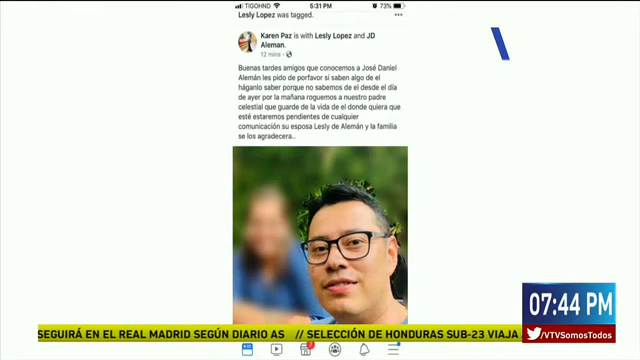 TIGOHND 5:31 PM 73%
Lesly Lopez was tagged.
Karen Paz is with Lesly Lopez and JD
Aleman.
12 mins
Buenas tardes amigos que conocemos a José Daniel
Alemán les pido de porfavor si saben algo de el
háganlo saber porque no sabemos de el desde el día
de ayer por la mañana roguemos a nuestro padre
celestial que guarde de la vida de el donde quiera que
esté estaremos pendientes de cualquier
comunicación su esposa Lesly de Alemán y la familia
se los agradecera..
07:44 PM
@VTVSomosTodos
SEGUIRÁ EN EL REAL MADRID SEGÚN DIARIO AS // SELECCIÓN DE HONDURAS SUB-23 VIAJA